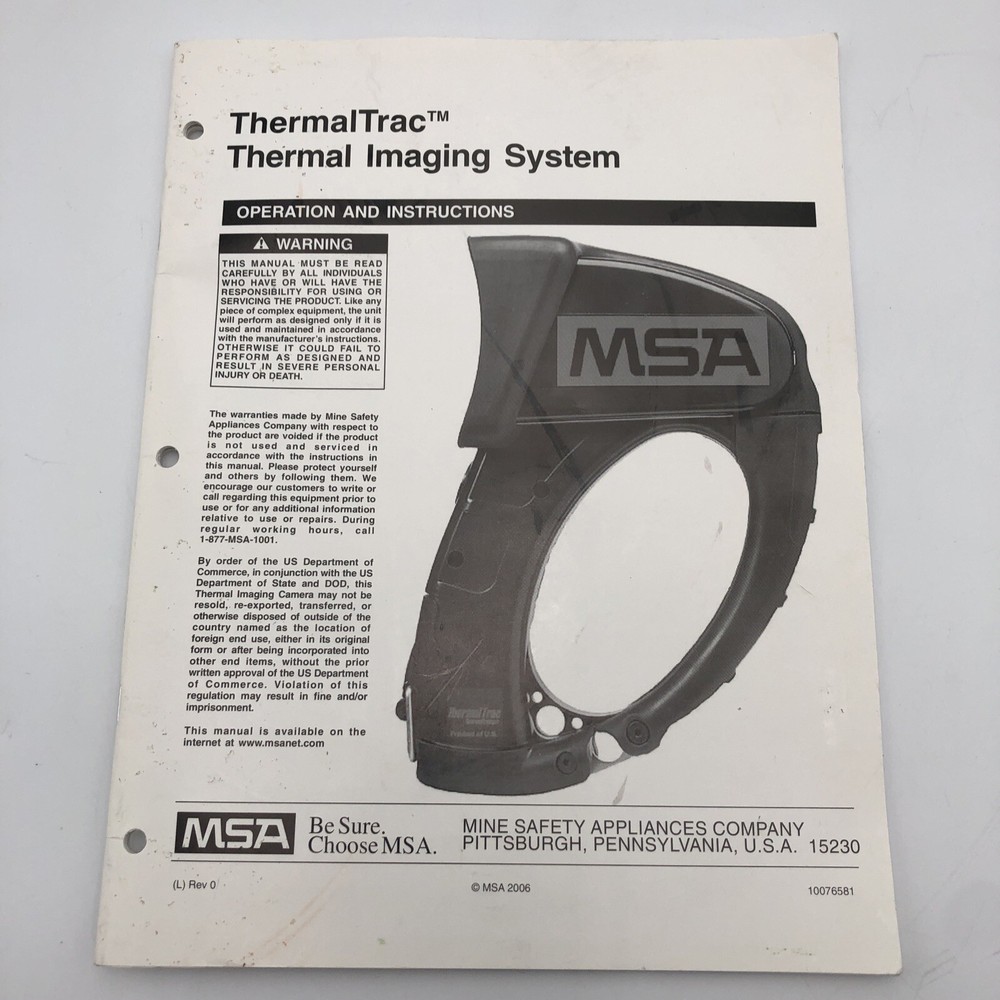 ThermalTrac™
Thermal Imaging System
OPERATION AND INSTRUCTIONS
⚠ WARNING
THIS MANUAL MUST BE READ
CAREFULLY BY ALL INDIVIDUALS
WHO HAVE OR WILL HAVE THE
RESPONSIBILITY FOR USING OR
SERVICING THE PRODUCT. Like any
piece of complex equipment, the unit
will perform as designed only if it is
used and maintained in accordance
with the manufacturer's instructions.
OTHERWISE IT COULD FAIL TO
PERFORM AS DESIGNED AND
RESULT IN SEVERE PERSONAL
INJURY OR DEATH.
The warranties made by Mine Safety
Appliances Company with respect to
the product are voided if the product
is not used and serviced in
accordance with the instructions in
this manual. Please protect yourself
and others by following them. We
encourage our customers to write or
call regarding this equipment prior to
use or for any additional information
relative to use or repairs. During
regular working hours, call
1-877-MSA-1001.
By order of the US Department of
Commerce, in conjunction with the US
Department of State and DOD, this
Thermal Imaging Camera may not be
resold, re-exported, transferred, or
otherwise disposed of outside of the
country named as the location of
foreign end use, either in its original
form or after being incorporated into
other end items, without the prior
written approval of the US Department
of Commerce. Violation of this
regulation may result in fine and/or
imprisonment.
This manual is available on the
internet at www.msanet.com
MSA
ThermalTrac
Product of U.S.
MSA
Be Sure.
Choose MSA.
MINE SAFETY APPLIANCES COMPANY
PITTSBURGH, PENNSYLVANIA, U.S.A. 15230
(L) Rev 0
© MSA 2006
10076581